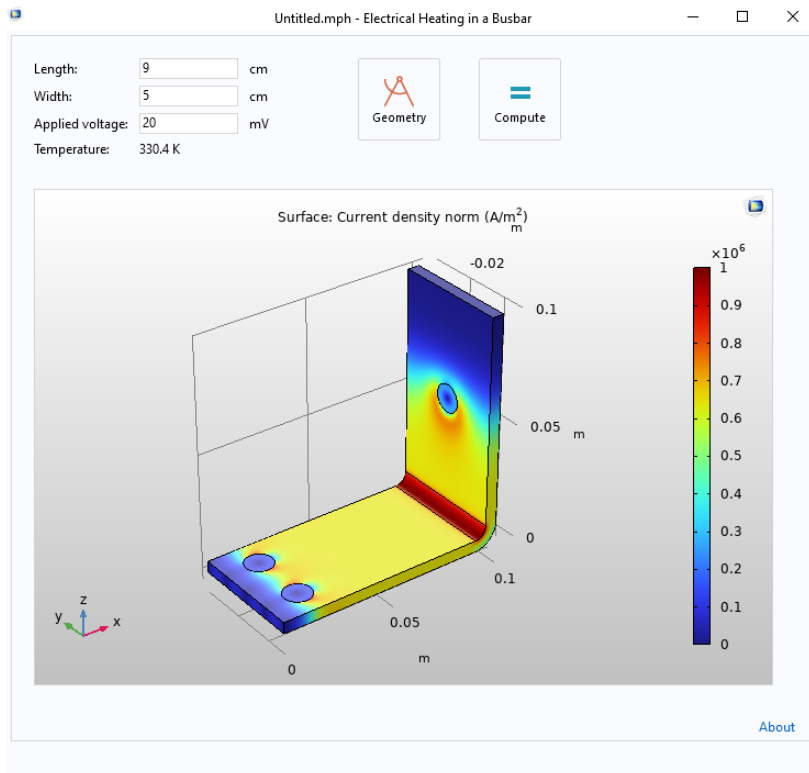 Untitled.mph - Electrical Heating in a Busbar
Length: 9 cm
Width: 5 cm
Applied voltage: 20 mV
Temperature: 330.4 K
Geometry
Compute
Surface: Current density norm (A/m²)
m
-0.02
0.1
0.05
m
0
0.1
0.05
m
0
z
y
x
×10⁶
1
0.9
0.8
0.7
0.6
0.5
0.4
0.3
0.2
0.1
0
About